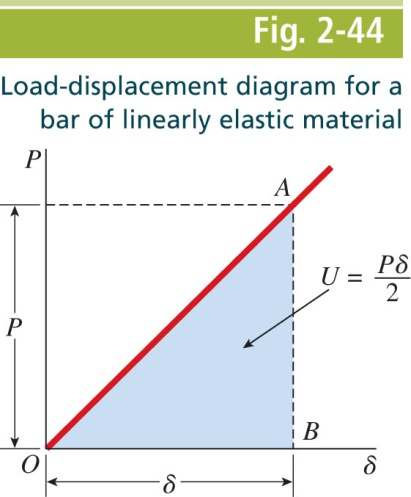 Fig. 2-44
Load-displacement diagram for a
bar of linearly elastic material
P
A
U = Pδ/2
P
B
O
δ
δ